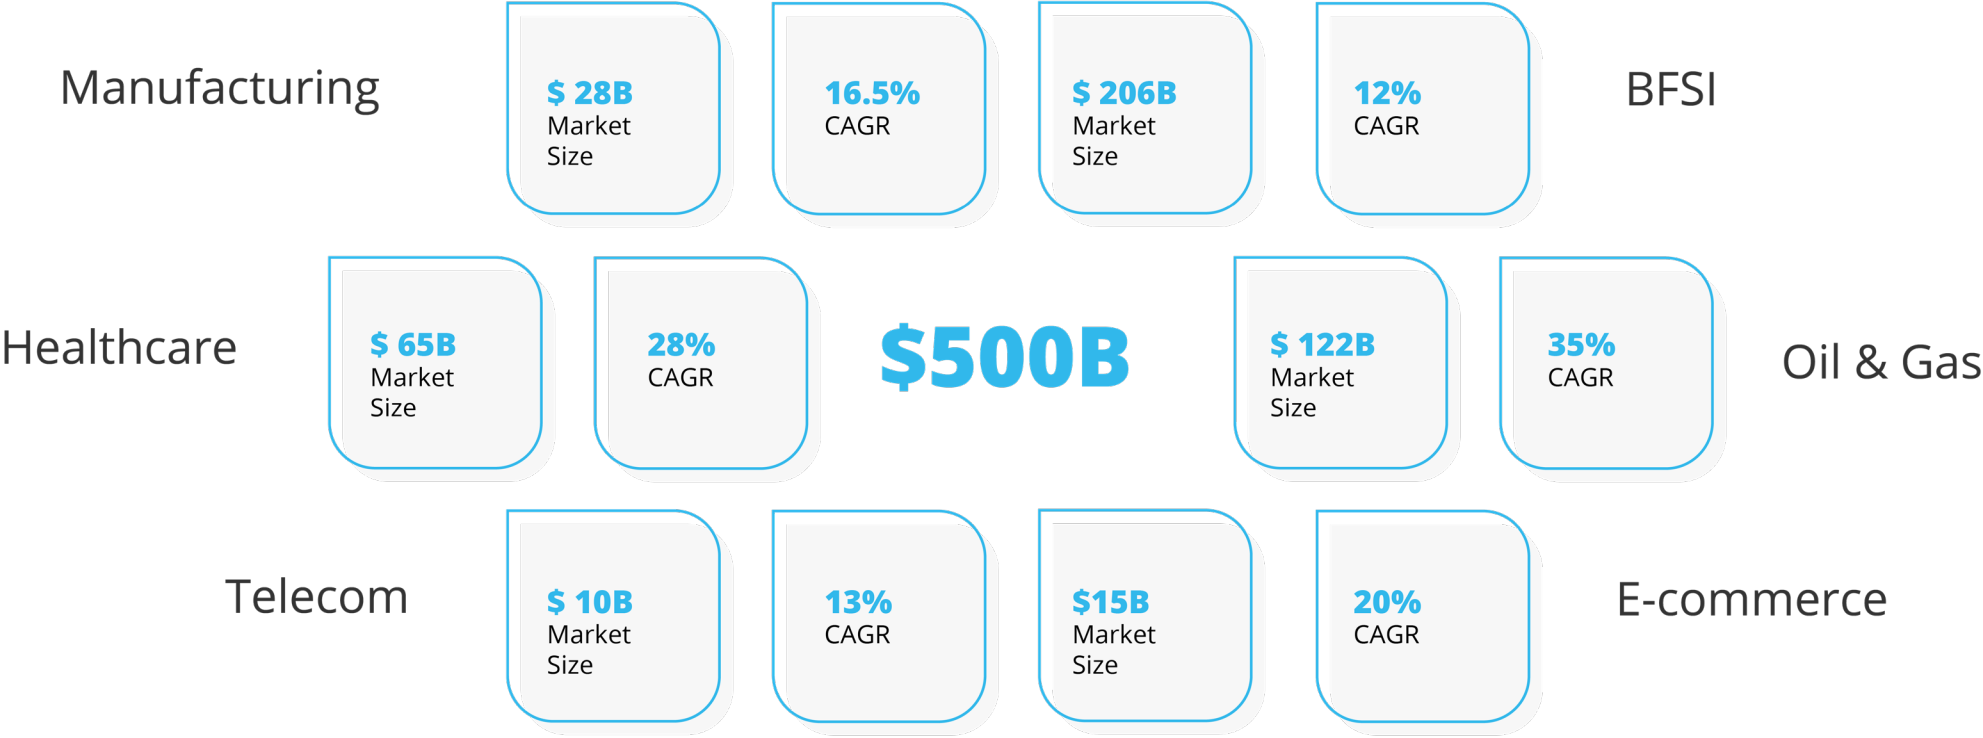 Manufacturing
$ 28B
Market
Size
16.5%
CAGR
$ 206B
Market
Size
12%
CAGR
BFSI
Healthcare
$ 65B
Market
Size
28%
CAGR
$500B
$ 122B
Market
Size
35%
CAGR
Oil & Gas
Telecom
$ 10B
Market
Size
13%
CAGR
$15B
Market
Size
20%
CAGR
E-commerce